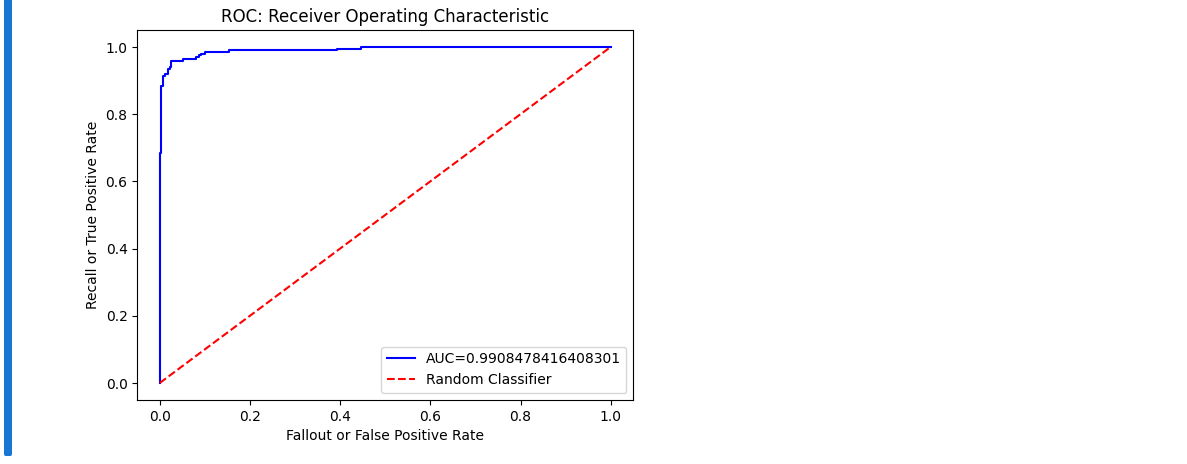 ROC: Receiver Operating Characteristic
Recall or True Positive Rate
1.0
0.8
0.6
0.4
0.2
0.0
AUC=0.9908478416408301
Random Classifier
0.0 0.2 0.4 0.6 0.8 1.0
Fallout or False Positive Rate